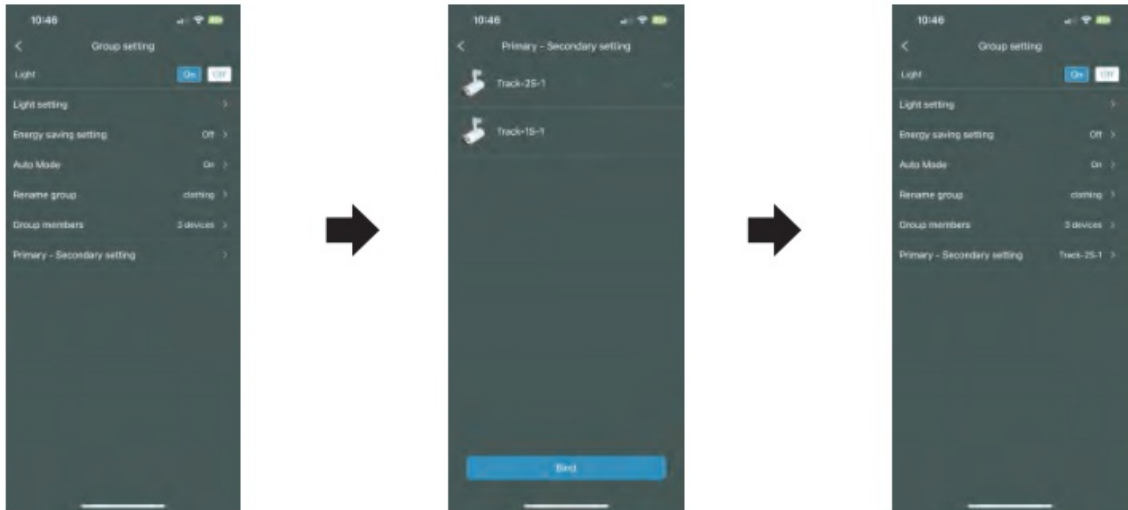 10:46
Group setting
Light On Off
Light setting
Energy saving setting Off
Auto Mode On
Rename group clothing
Group members 3 devices
Primary - Secondary setting
10:46
Primary - Secondary setting
Track-2S-1
Track-1S-1
Bind
10:46
Group setting
Light On Off
Light setting
Energy saving setting Off
Auto Mode On
Rename group clothing
Group members 3 devices
Primary - Secondary setting Track-2S-1